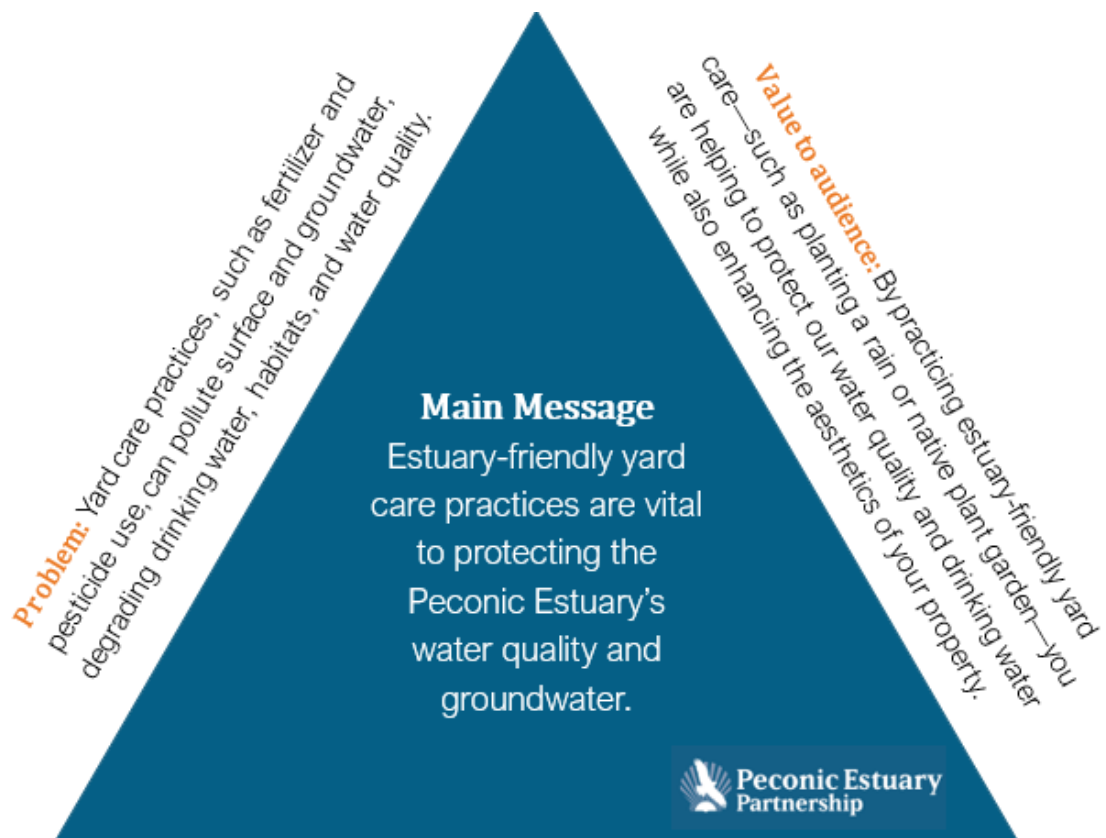 Problem: Yard care practices, such as fertilizer and
pesticide use, can pollute surface and groundwater,
degrading drinking water, habitats, and water quality.
Value to audience: By practicing estuary-friendly yard
care—such as planting a rain or native plant garden—you
are helping to protect our water quality and drinking water
while also enhancing the aesthetics of your property.
Main Message
Estuary-friendly yard
care practices are vital
to protecting the
Peconic Estuary’s
water quality and
groundwater.
Peconic Estuary
Partnership